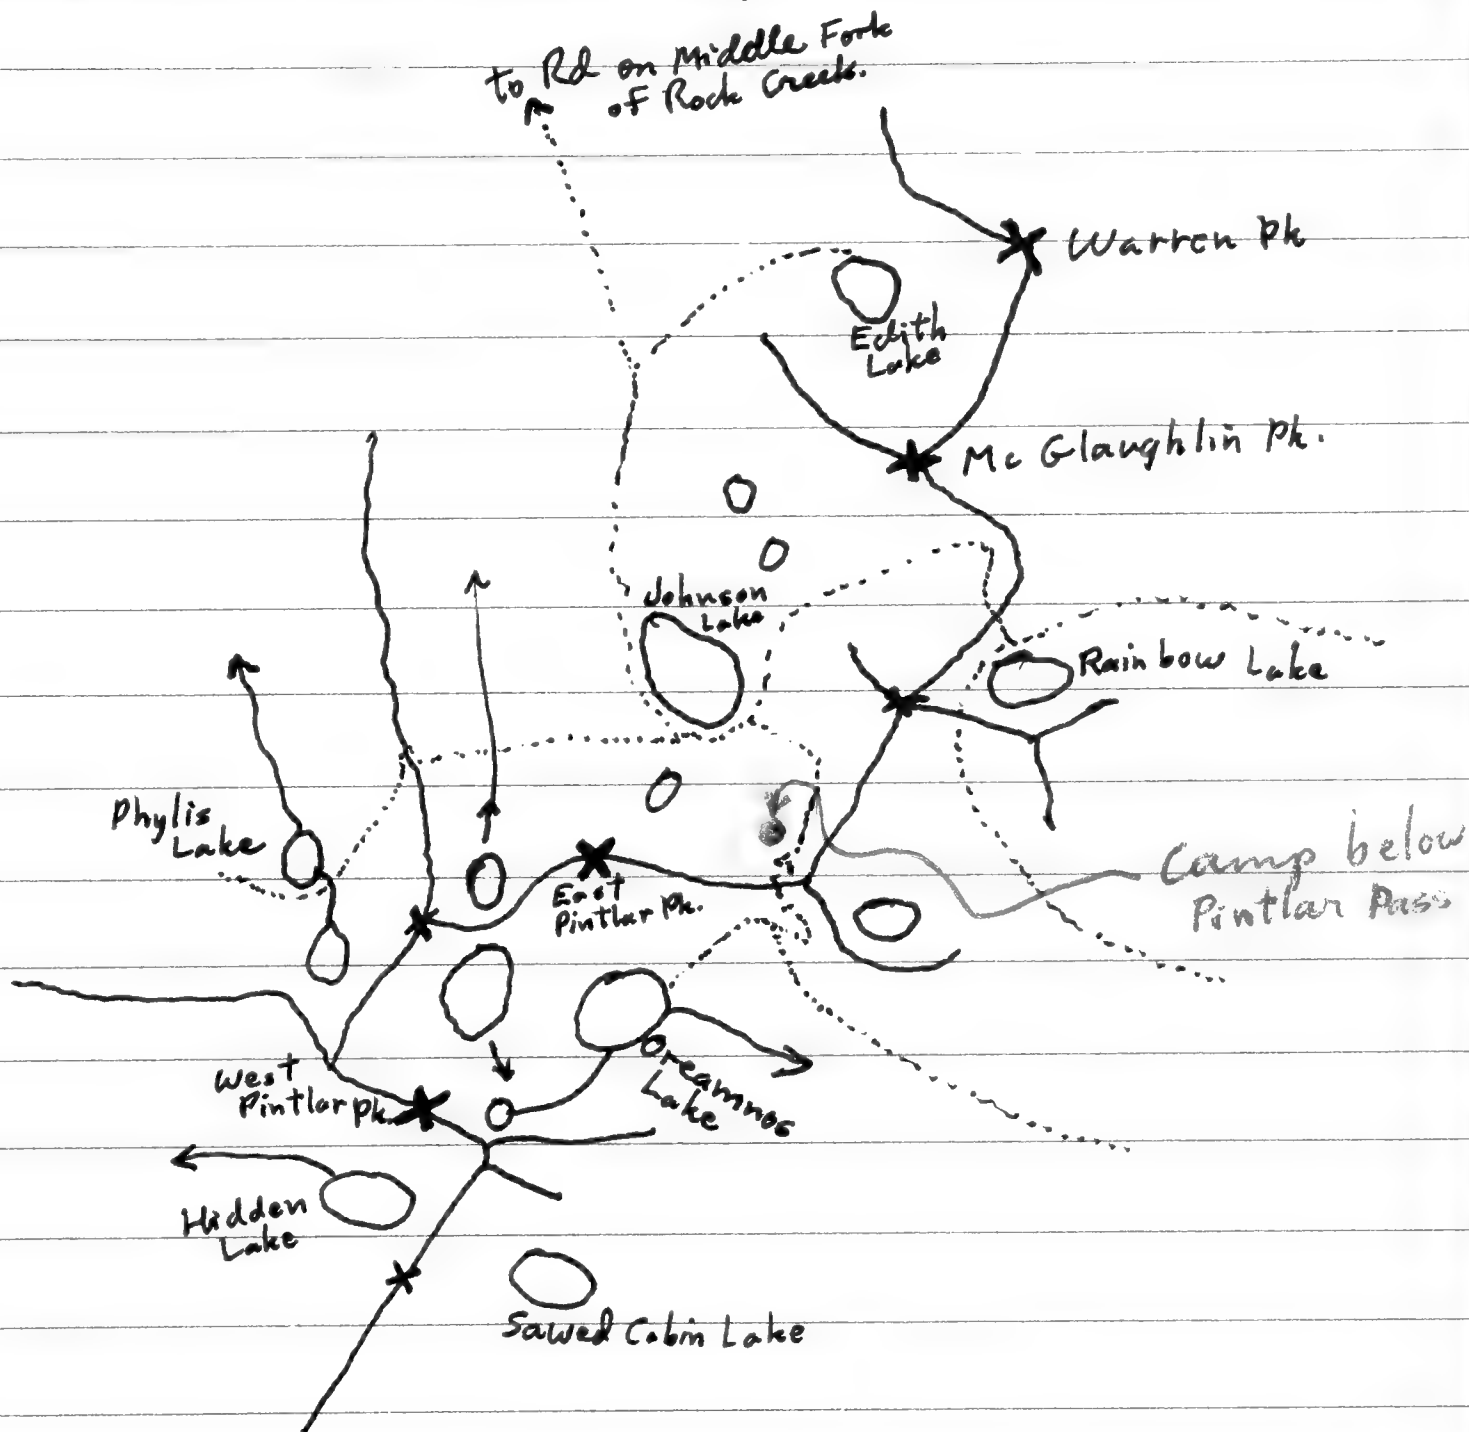 to Rd on Middle Fork
of Rock Creek.
Warren Pk
Edith
Lake
Mc Glaughlin Pk.
Johnson
Lake
Rainbow Lake
Phylis
Lake
East
Pintlar Pk.
Camp below
Pintlar Pass
West
Pintlar Pk.
Oreamnos
Lake
Hidden
Lake
Sawed Cabin Lake